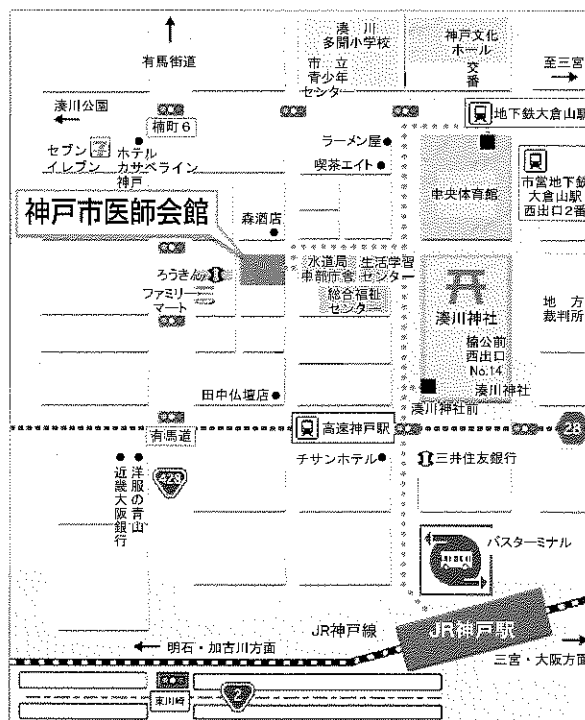 湊川
多聞小学校
神戸文化
ホール
有馬街道
市立
青少年
センター
交番
至三宮
湊川公園
楠町6
地下鉄大倉山駅
セブン
イレブン
ホテル
カサベライン
神戸
ラーメン屋
喫茶エイト
中央体育館
市営地下鉄
大倉山駅
西出口2番
神戸市医師会館
森酒店
ろうきん
水道局
東部庁舎
生活学習
センター
ファミリー
マート
総合福祉
センター
湊川神社
地方
裁判所
楠公前
西出口
No.14
湊川神社
田中仏壇店
湊川神社前
有馬道
高速神戸駅
28
近畿大阪銀行
洋服の青山
428
チサンホテル
三井住友銀行
バスターミナル
JR神戸線
JR神戸駅
明石・加古川方面
三宮・大阪方面
東川崎
2